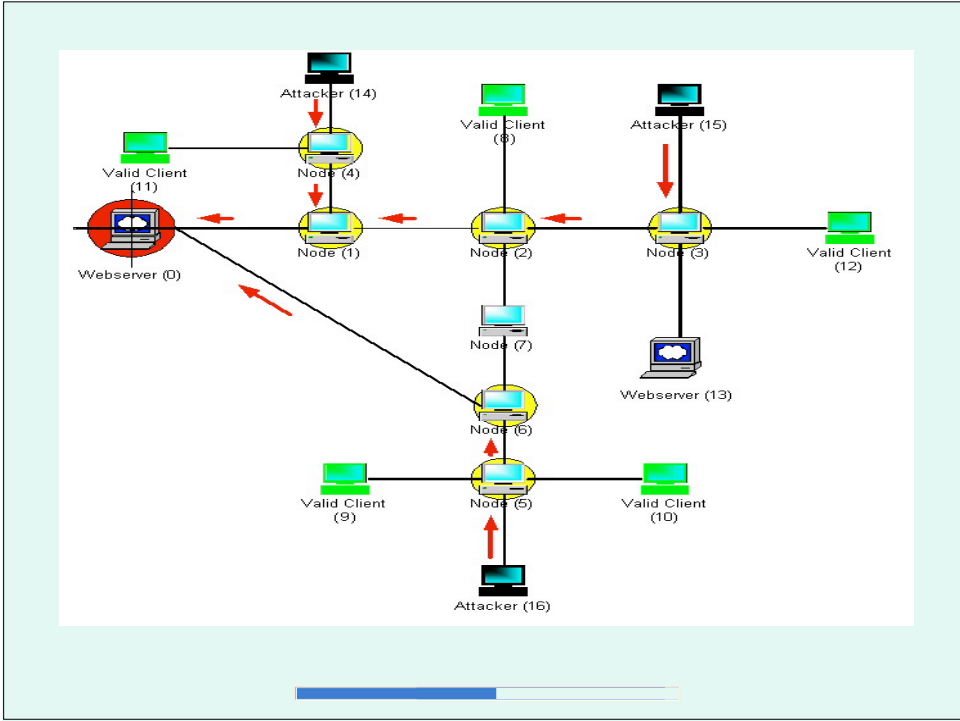 Attacker (14)
Valid Client
(8)
Attacker (15)
Valid Client
(11)
Node (4)
Webserver (0)
Node (1)
Node (2)
Node (3)
Valid Client
(12)
Node (7)
Webserver (13)
Node (6)
Valid Client
(9)
Node (5)
Valid Client
(10)
Attacker (16)